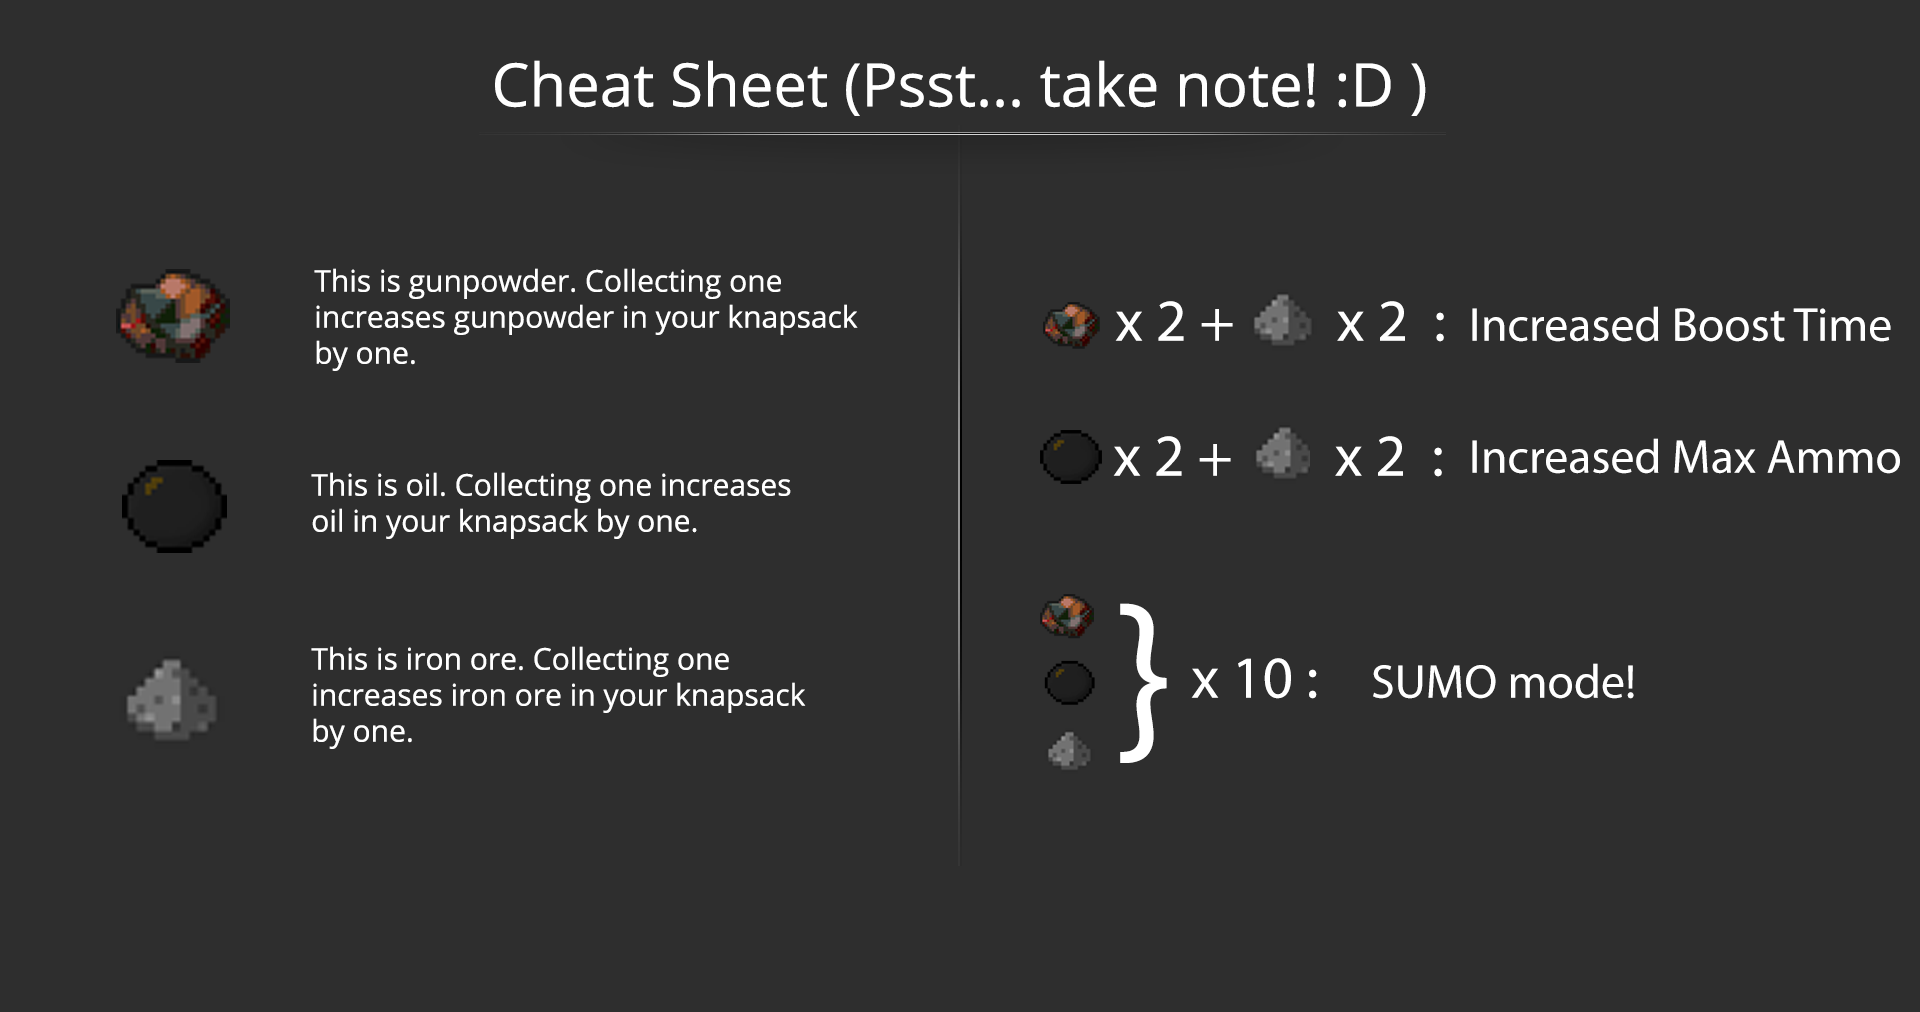 Cheat Sheet (Psst... take note! :D )
This is gunpowder. Collecting one
increases gunpowder in your knapsack
by one.
This is oil. Collecting one increases
oil in your knapsack by one.
This is iron ore. Collecting one
increases iron ore in your knapsack
by one.
x 2 + x 2 : Increased Boost Time
x 2 + x 2 : Increased Max Ammo
} x 10 : SUMO mode!